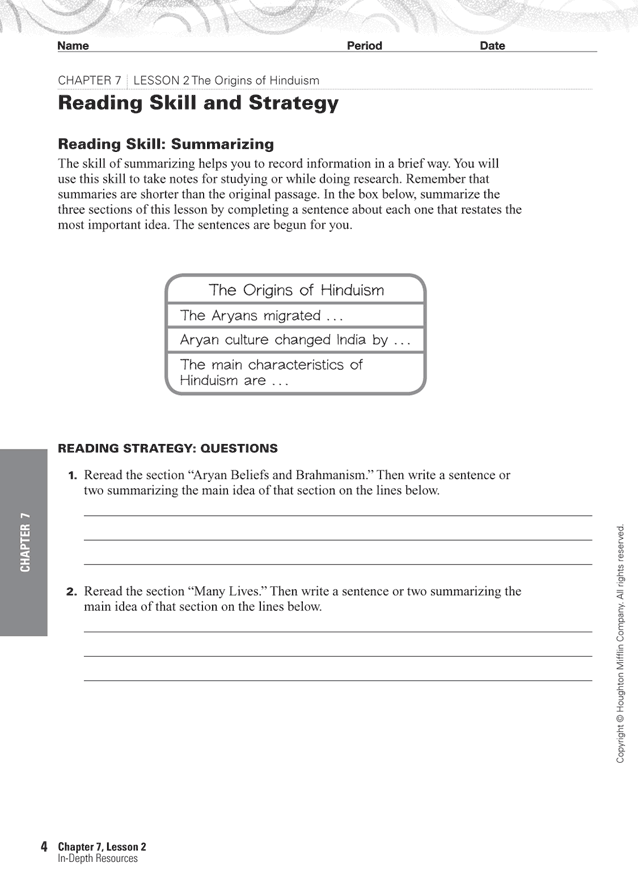 Name Period Date
CHAPTER 7 | LESSON 2 The Origins of Hinduism
Reading Skill and Strategy
Reading Skill: Summarizing
The skill of summarizing helps you to record information in a brief way. You will
use this skill to take notes for studying or while doing research. Remember that
summaries are shorter than the original passage. In the box below, summarize the
three sections of this lesson by completing a sentence about each one that restates the
most important idea. The sentences are begun for you.
The Origins of Hinduism
The Aryans migrated . . .
Aryan culture changed India by . . .
The main characteristics of
Hinduism are . . .
READING STRATEGY: QUESTIONS
1. Reread the section “Aryan Beliefs and Brahmanism.” Then write a sentence or
two summarizing the main idea of that section on the lines below.
2. Reread the section “Many Lives.” Then write a sentence or two summarizing the
main idea of that section on the lines below.
CHAPTER 7
Copyright © Houghton Mifflin Company. All rights reserved.
4 Chapter 7, Lesson 2
In-Depth Resources